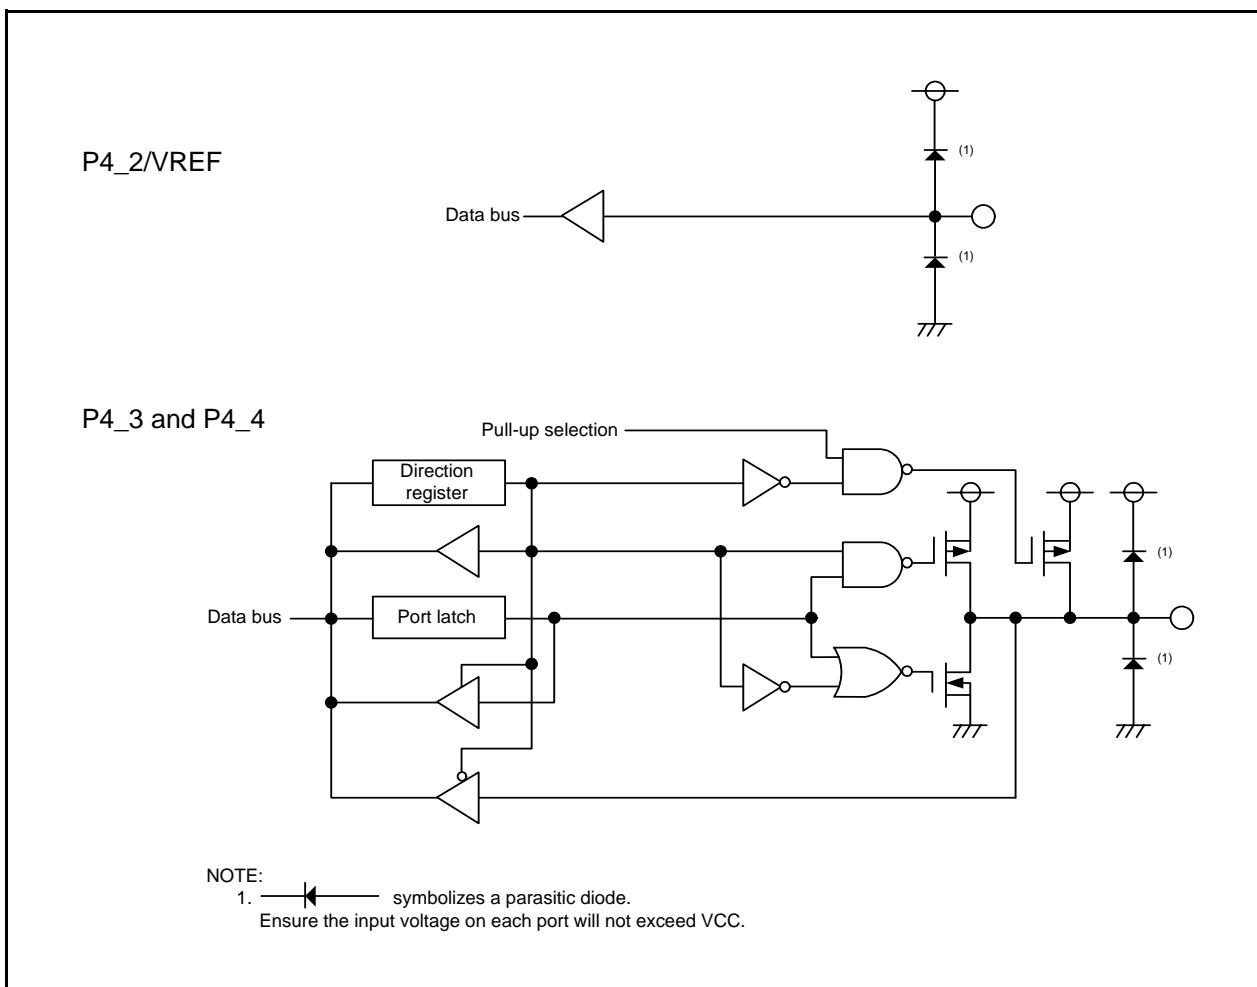 P4_2/VREF
(1)
Data bus
(1)
P4_3 and P4_4
Pull-up selection
Direction
register
(1)
Data bus
Port latch
(1)
NOTE:
1. symbolizes a parasitic diode.
Ensure the input voltage on each port will not exceed VCC.